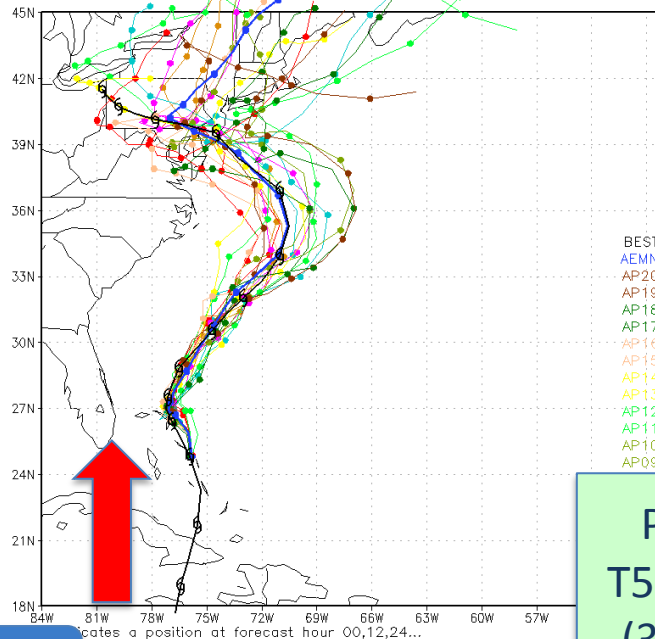 45N
42N
39N
36N
33N
30N
27N
24N
21N
18N
84W 81W 78W 75W 72W 69W 66W 63W 60W 57W
icates a position at forecast hour 00,12,24...
BEST
AEMN
AP20
AP19
AP18
AP17
AP16
AP15
AP14
AP13
AP12
AP11
AP10
AP09
T5